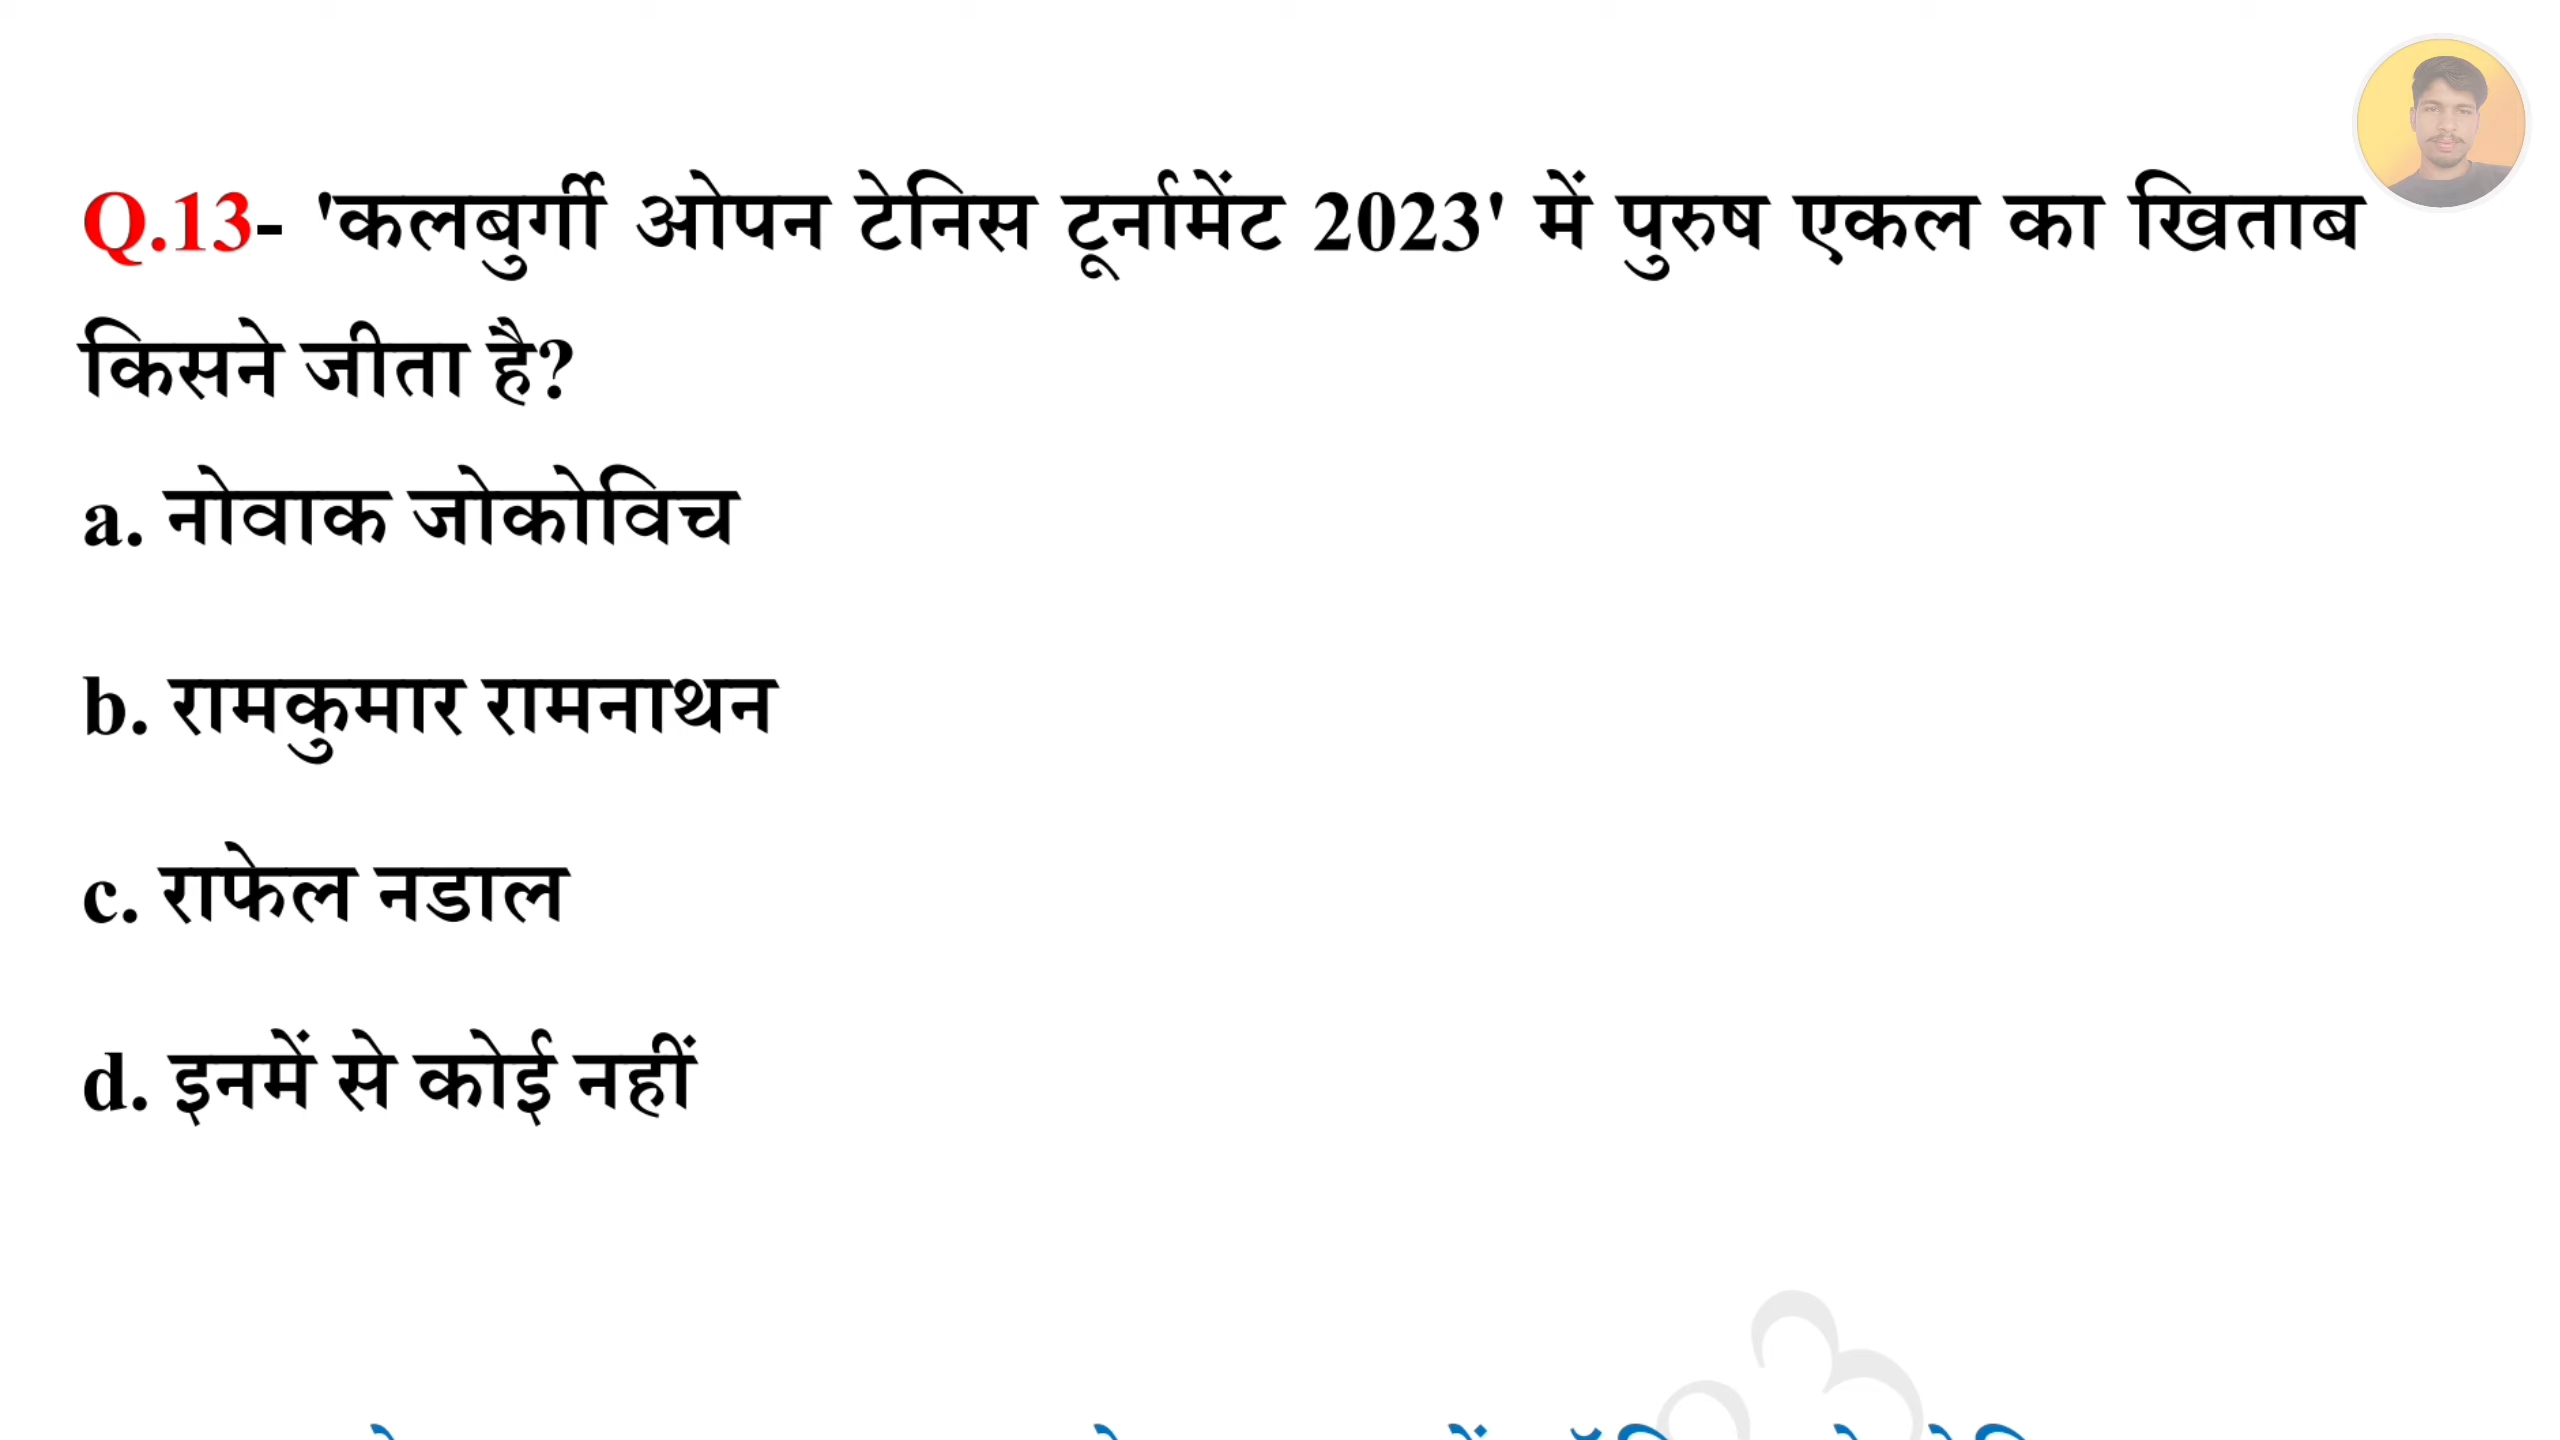 Q.13- 'कलबुर्गी ओपन टेनिस टूर्नामेंट 2023' में पुरुष एकल का खिताब
किसने जीता है?
a. नोवाक जोकोविच
b. रामकुमार रामनाथन
c. राफेल नडाल
d. इनमें से कोई नहीं